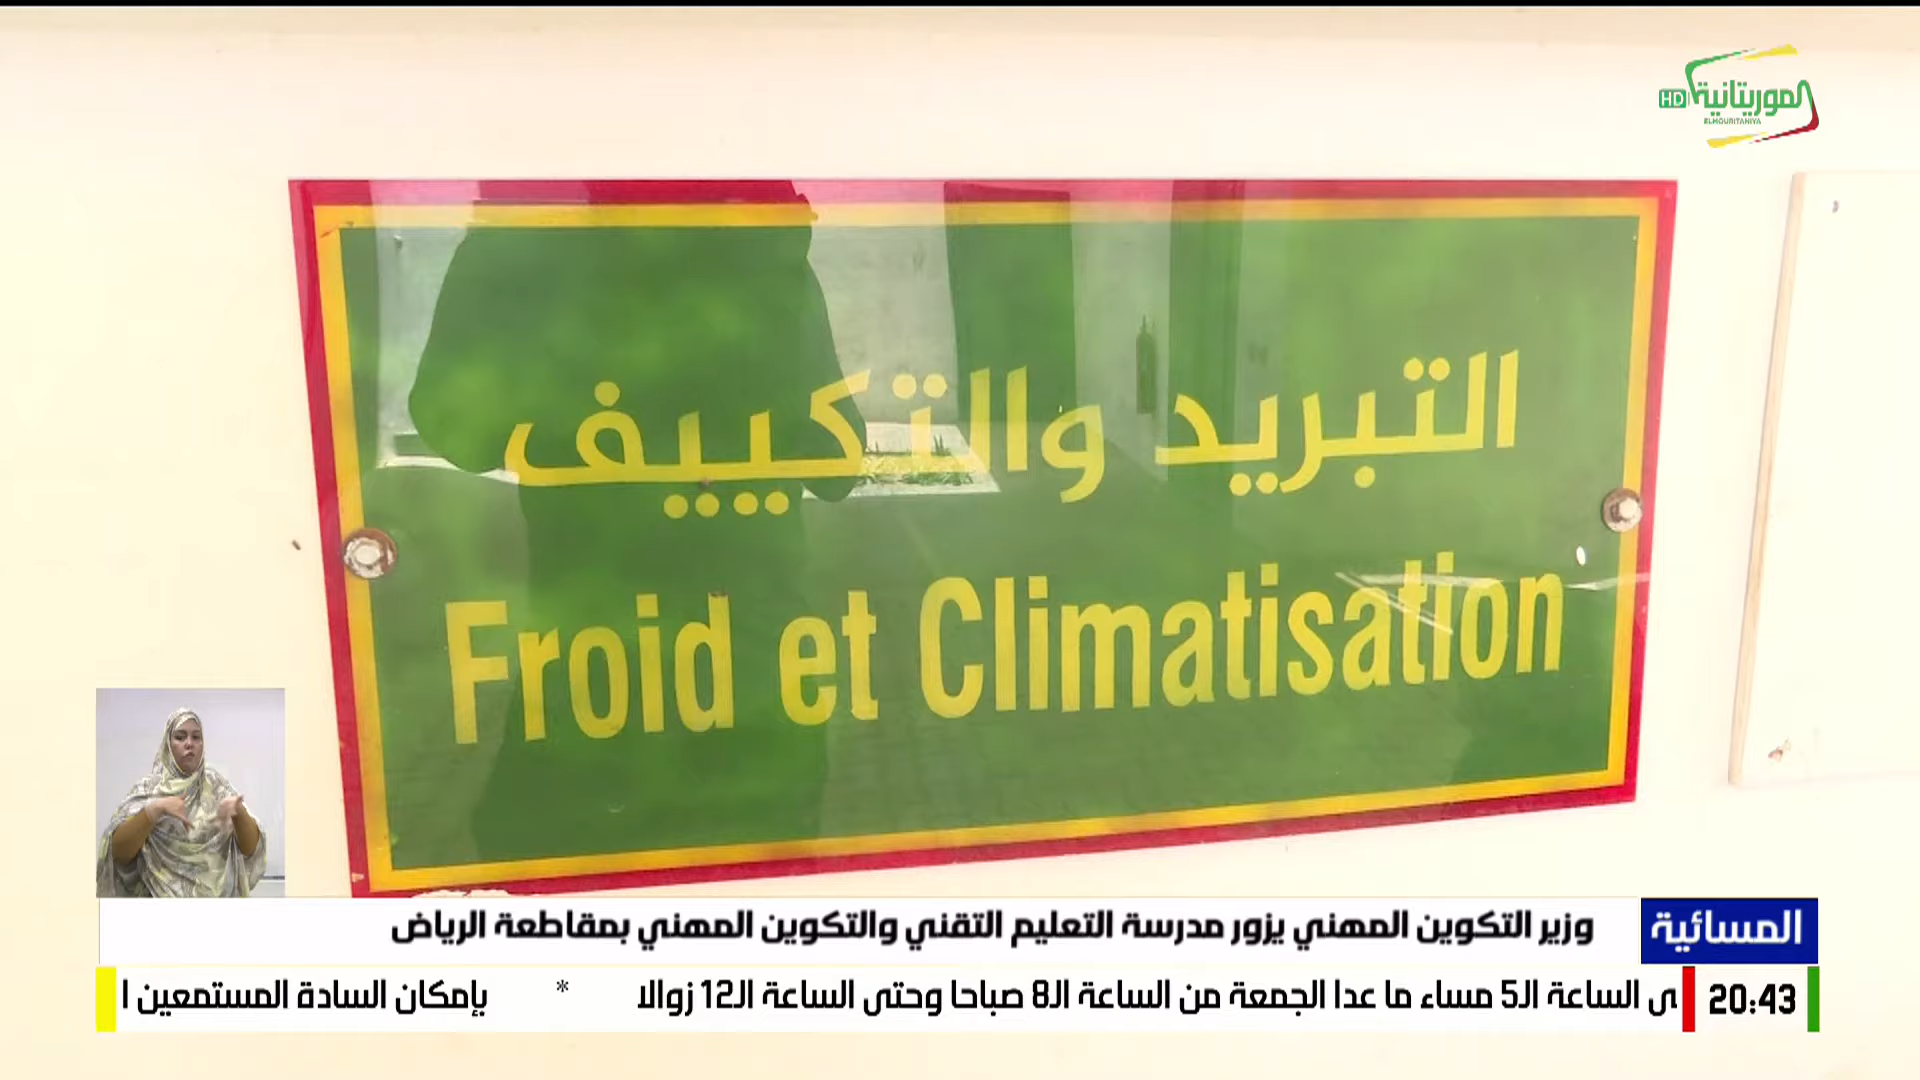 الموريتانية
HD
ELMOURITANIYA
التبريد والتكييف
Froid et Climatisation
المسائية
وزير التكوين المهني يزور مدرسة التعليم التقني والتكوين المهني بمقاطعة الرياض
20:43
ى الساعة الـ5 مساء ما عدا الجمعة من الساعة الـ8 صباحا وحتى الساعة الـ12 زوالا * بإمكان السادة المستمعين ا